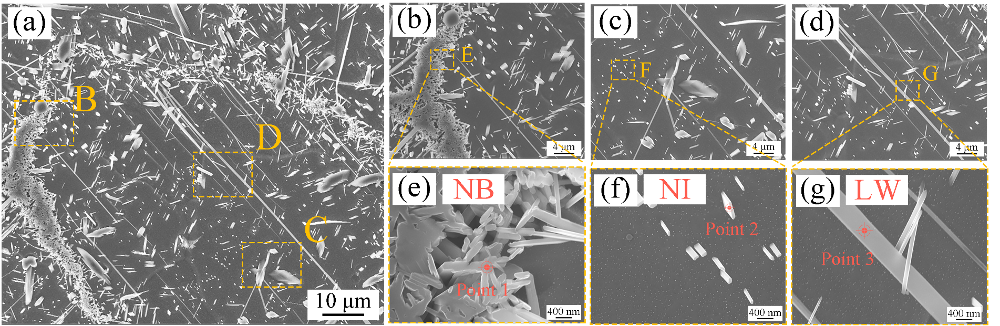 (a)
B
D
C
10 μm
(b)
E
4 μm
(c)
F
4 μm
(d)
G
4 μm
(e) NB
Point 1
400 nm
(f) NI
Point 2
400 nm
(g) LW
Point 3
400 nm